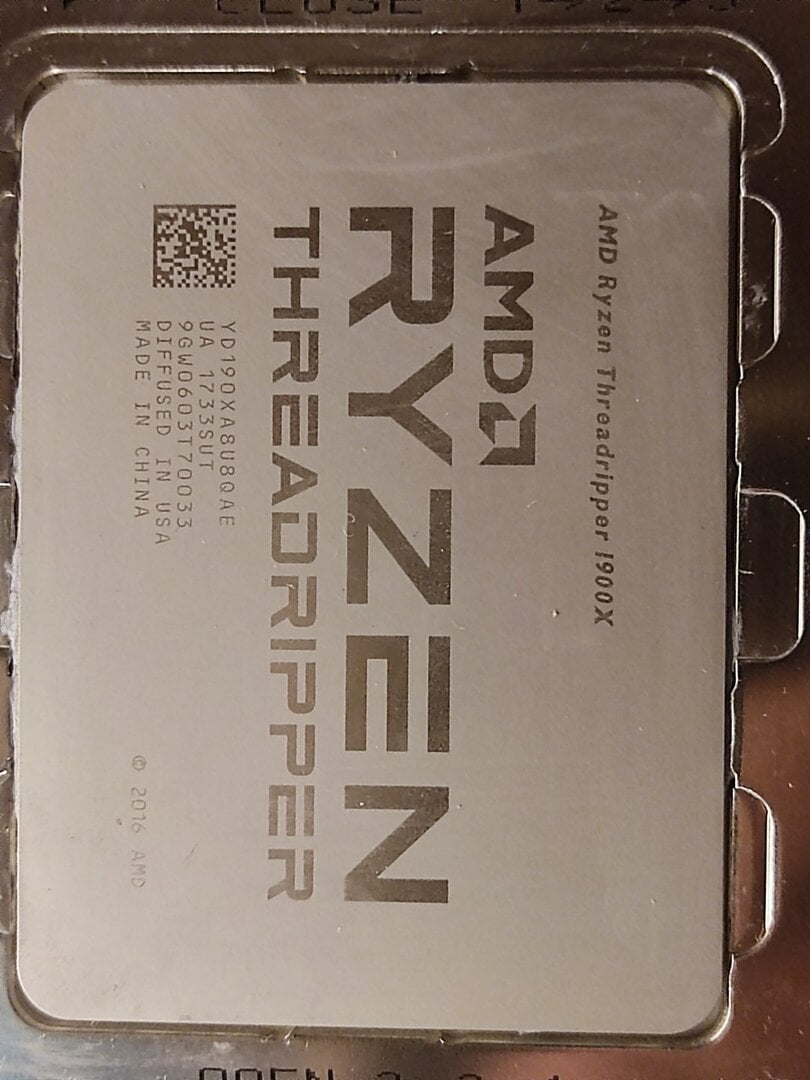 AMD Ryzen Threadripper 1900X
AMD
RYZEN
THREADRIPPER
YD190XA8U8QAE
UA 1733SUT
9GW0603T70033
DIFFUSED IN USA
MADE IN CHINA
© 2016 AMD